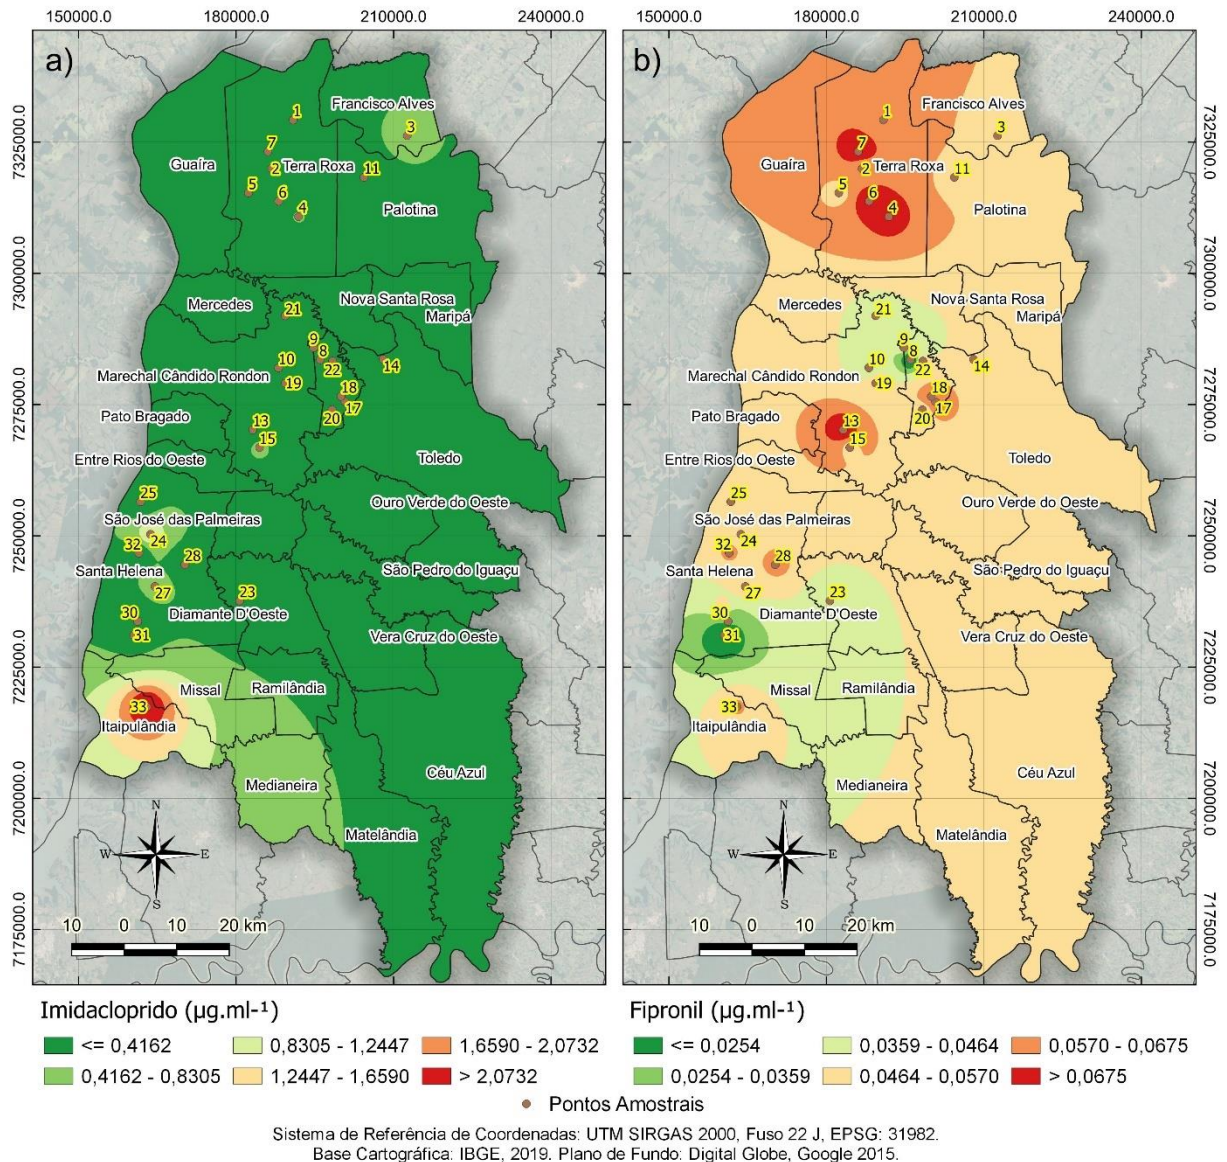 150000.0 180000.0 210000.0 240000.0
150000.0 180000.0 210000.0 240000.0
a)
Francisco Alves
1
3
7
Guaíra
2
Terra Roxa
11
5
6
4
Palotina
Mercedes
Nova Santa Rosa
21
Maripá
9
8
10
22
14
Marechal Cândido Rondon
19
18
17
Pato Bragado
13
20
15
Entre Rios do Oeste
Toledo
25
Ouro Verde do Oeste
São José das Palmeiras
24
32
28
Santa Helena
São Pedro do Iguaçu
27
23
30
Diamante D'Oeste
31
Vera Cruz do Oeste
Missal
Ramilândia
33
Itaipulândia
Medianeira
Céu Azul
Matelândia
N
W E
S
10 0 10 20 km
7325000.0
7300000.0
7275000.0
7250000.0
7225000.0
7200000.0
7175000.0
b)
Francisco Alves
1
3
7
Guaíra
2
Terra Roxa
11
5
6
4
Palotina
Mercedes
Nova Santa Rosa
21
Maripá
9
8
10
22
14
Marechal Cândido Rondon
19
18
17
Pato Bragado
13
20
15
Entre Rios do Oeste
Toledo
25
Ouro Verde do Oeste
São José das Palmeiras
24
32
28
Santa Helena
São Pedro do Iguaçu
27
23
30
Diamante D'Oeste
31
Vera Cruz do Oeste
Missal
Ramilândia
33
Itaipulândia
Medianeira
Céu Azul
Matelândia
N
W E
S
10 0 10 20 km
7325000.0
7300000.0
7275000.0
7250000.0
7225000.0
7200000.0
7175000.0
Imidacloprido (µg.ml⁻¹)
<= 0,4162 0,8305 - 1,2447 1,6590 - 2,0732
0,4162 - 0,8305 1,2447 - 1,6590 > 2,0732
Fipronil (µg.ml⁻¹)
<= 0,0254 0,0359 - 0,0464 0,0570 - 0,0675
0,0254 - 0,0359 0,0464 - 0,0570 > 0,0675
Pontos Amostrais
Sistema de Referência de Coordenadas: UTM SIRGAS 2000, Fuso 22 J, EPSG: 31982.
Base Cartográfica: IBGE, 2019. Plano de Fundo: Digital Globe, Google 2015.